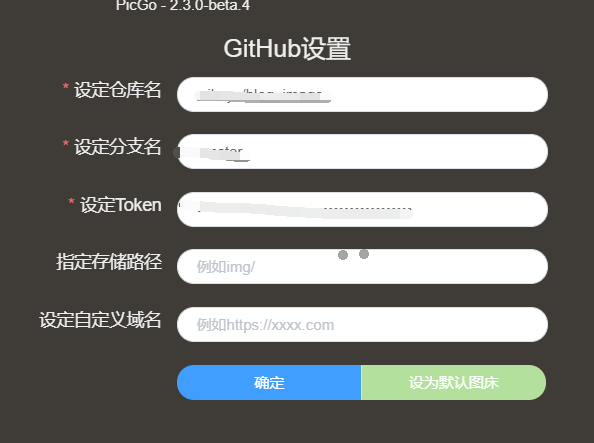 PicGo - 2.3.0-beta.4
GitHub设置
* 设定仓库名
* 设定分支名
* 设定Token
指定存储路径
例如img/
设定自定义域名
例如https://xxxx.com
确定
设为默认图床